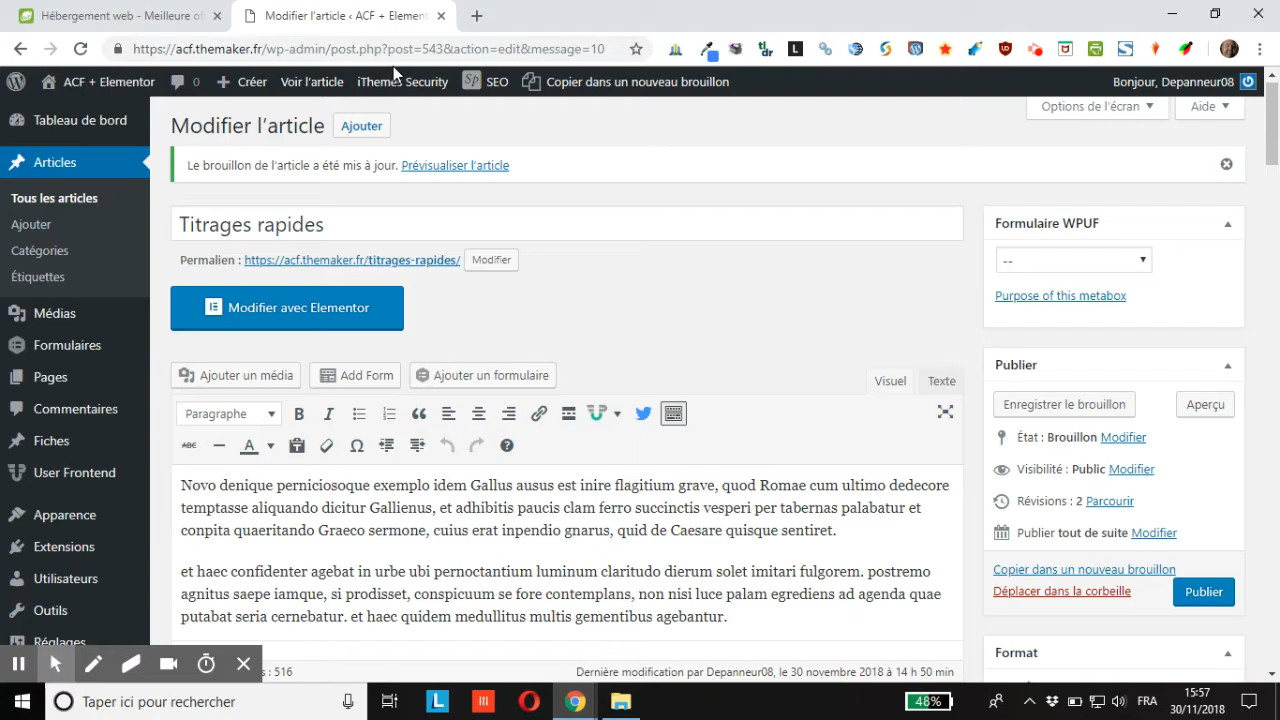 Hébergement web - Meilleure of
Modifier l'article ‹ ACF + Element
https://acf.themaker.fr/wp-admin/post.php?post=543&action=edit&message=10
ACF + Elementor
0
Créer
Voir l'article
iThemes Security
SEO
Copier dans un nouveau brouillon
Bonjour, Depanneur08
Options de l'écran
Aide
Tableau de bord
Articles
Tous les articles
Ajouter
Catégories
Étiquettes
Médias
Formulaires
Pages
Commentaires
Fiches
User Frontend
Apparence
Extensions
Utilisateurs
Outils
Réglages
Modifier l'article
Ajouter
Le brouillon de l'article a été mis à jour. Prévisualiser l'article
Titrages rapides
Permalien : https://acf.themaker.fr/titrages-rapides/
Modifier
Modifier avec Elementor
Ajouter un média
Add Form
Ajouter un formulaire
Visuel
Texte
Paragraphe
Novo denique perniciosoque exemplo idem Gallus ausus est inire flagitium grave, quod Romae cum ultimo dedecore
temptasse aliquando dicitur Gallienus, et adhibitis paucis clam ferro succinctis vesperi per tabernas palabatur et
conpita quaeritando Graeco sermone, cuius erat inpendio gnarus, quid de Caesare quisque sentiret.
et haec confidenter agebat in urbe ubi pernoctantium luminum claritudo dierum solet imitari fulgorem. postremo
agnitus saepe iamque, si prodisset, conspicuum se fore contemplans, non nisi luce palam egrediens ad agenda quae
putabat seria cernebatur. et haec quidem medullitus multis gementibus agebantur.
: 516
Dernière modification par Depanneur08, le 30 novembre 2018 à 14 h 50 min
Formulaire WPUF
--
Purpose of this metabox
Publier
Enregistrer le brouillon
Aperçu
État : Brouillon Modifier
Visibilité : Public Modifier
Révisions : 2 Parcourir
Publier tout de suite Modifier
Copier dans un nouveau brouillon
Déplacer dans la corbeille
Publier
Format
Taper ici pour rechercher
48%
FRA
15:57
30/11/2018